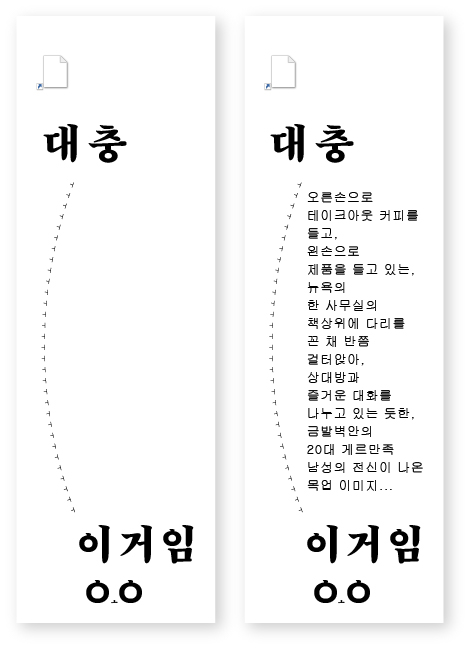 대충
이거임
ㅇㅗㅇ
대충
오른손으로
테이크아웃 커피를
들고,
왼손으로
제품을 들고 있는,
뉴욕의
한 사무실의
책상위에 다리를
꼰 채 반쯤
걸터앉아,
상대방과
즐거운 대화를
나누고 있는 듯한,
금발벽안의
20대 게르만족
남성의 전신이 나온
목업 이미지...
이거임
ㅇㅗㅇ